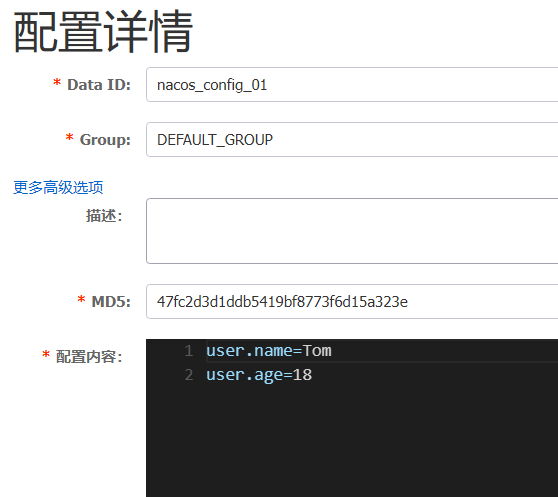 配置详情
* Data ID: nacos_config_01
* Group: DEFAULT_GROUP
更多高级选项
描述:
* MD5: 47fc2d3d1ddb5419bf8773f6d15a323e
* 配置内容:
1 user.name=Tom
2 user.age=18